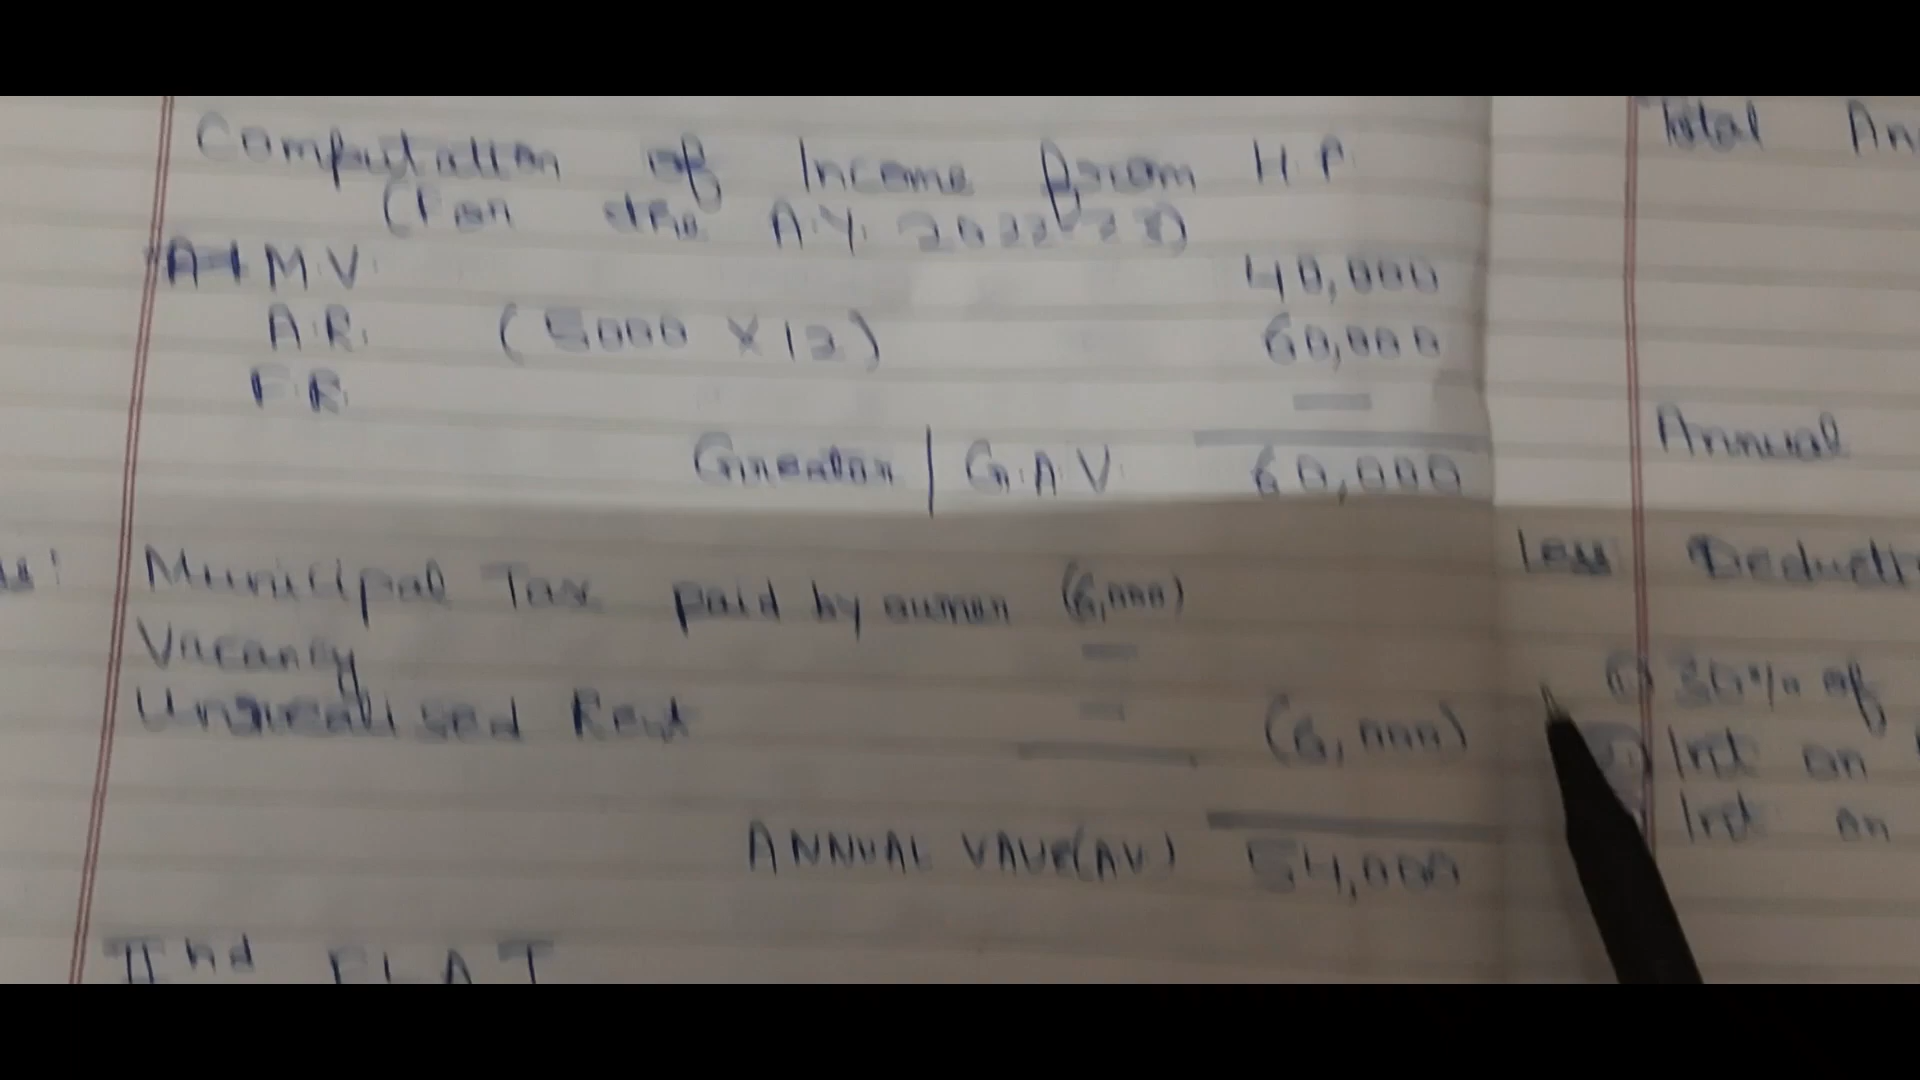 Computation of Income from H.P.
(For the A.Y. 2022-23)
M.V. 40,000
A.R. (5000 X 12) 60,000
F.R. —
Greater | G.A.V. 60,000
Municipal Tax paid by owner (6,000)
Vacancy —
Unrealised Rent — (6,000)
ANNUAL VALUE(AV) 54,000
IInd FLAT
Total An
Annual
Less Deducti
(i) 30% of
Int on
Int on